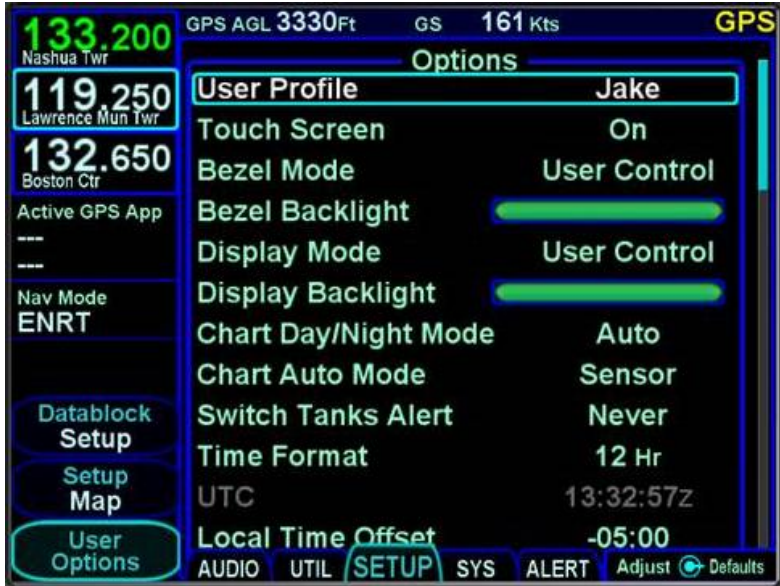 133.200
Nashua Twr
GPS AGL 3330Ft GS 161 Kts GPS
119.250
Lawrence Mun Twr
132.650
Boston Ctr
Active GPS App
---
---
Nav Mode
ENRT
Datablock
Setup
Setup
Map
User
Options
Options
User Profile Jake
Touch Screen On
Bezel Mode User Control
Bezel Backlight
Display Mode User Control
Display Backlight
Chart Day/Night Mode Auto
Chart Auto Mode Sensor
Switch Tanks Alert Never
Time Format 12 Hr
UTC 13:32:57z
Local Time Offset -05:00
AUDIO UTIL SETUP SYS ALERT Adjust Defaults